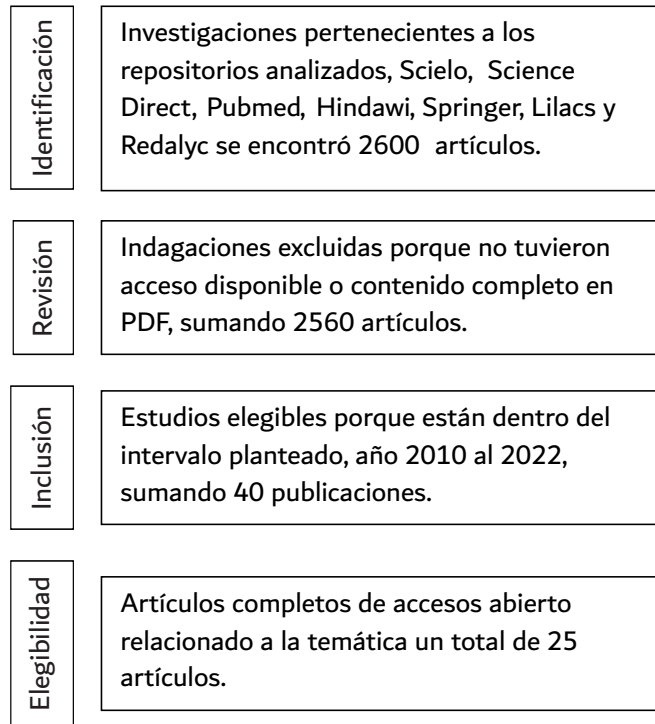 Identificación
Investigaciones pertenecientes a los
repositorios analizados, Scielo, Science
Direct, Pubmed, Hindawi, Springer, Lilacs y
Redalyc se encontró 2600 artículos.
Revisión
Indagaciones excluidas porque no tuvieron
acceso disponible o contenido completo en
PDF, sumando 2560 artículos.
Inclusión
Estudios elegibles porque están dentro del
intervalo planteado, año 2010 al 2022,
sumando 40 publicaciones.
Elegibilidad
Artículos completos de accesos abierto
relacionado a la temática un total de 25
artículos.